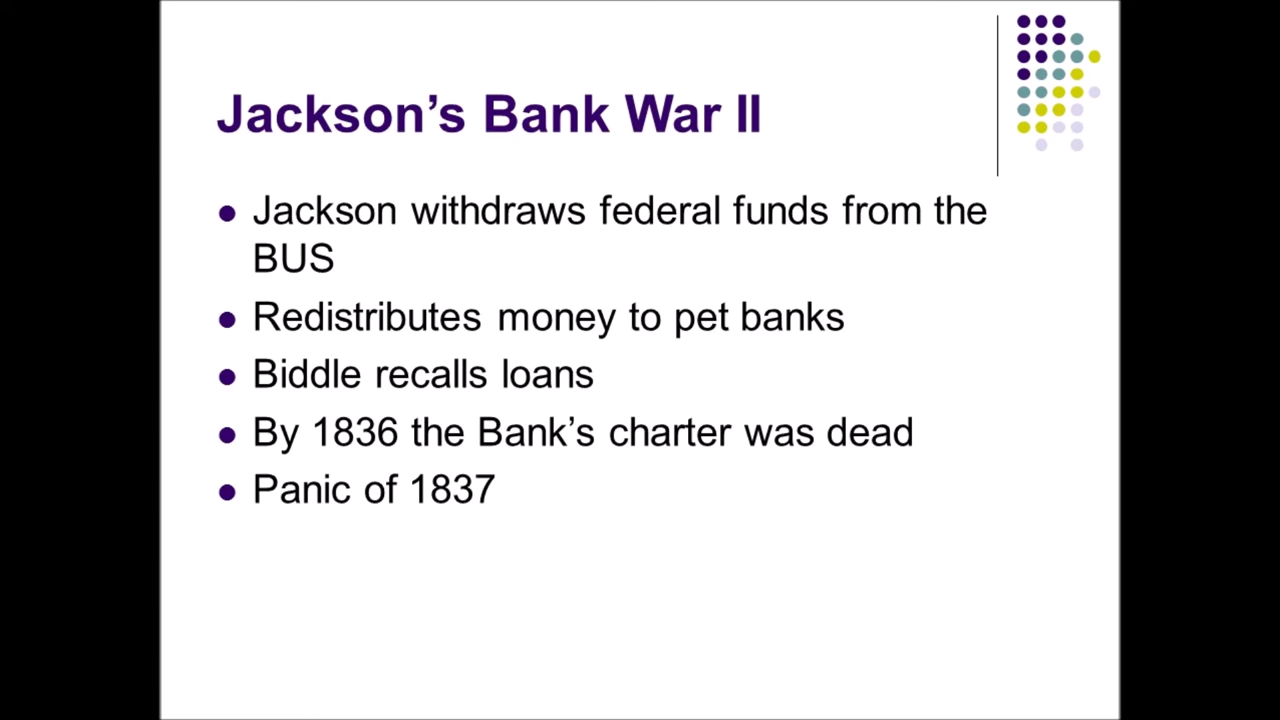 Jackson’s Bank War II
Jackson withdraws federal funds from the
BUS
Redistributes money to pet banks
Biddle recalls loans
By 1836 the Bank’s charter was dead
Panic of 1837